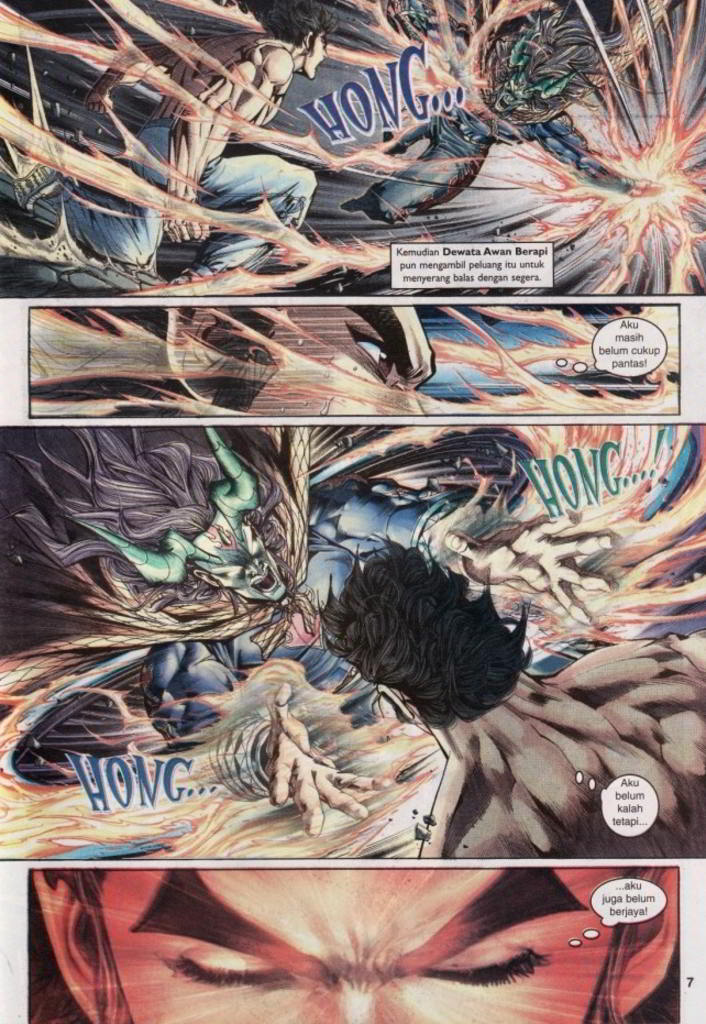 HONG...
Kemudian Dewata Awan Berapi
pun mengambil peluang itu untuk
menyerang balas dengan segera.
Aku
masih
belum cukup
pantas!
HONG....!
HONG...
Aku
belum
kalah
tetapi...
...aku
juga belum
berjaya!
7